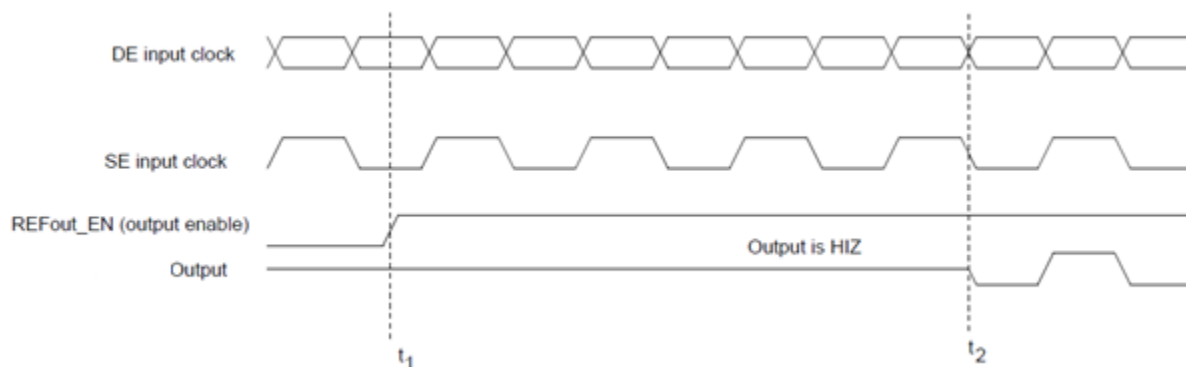 DE input clock
SE input clock
REFout_EN (output enable)
Output is HIZ
Output
t1
t2